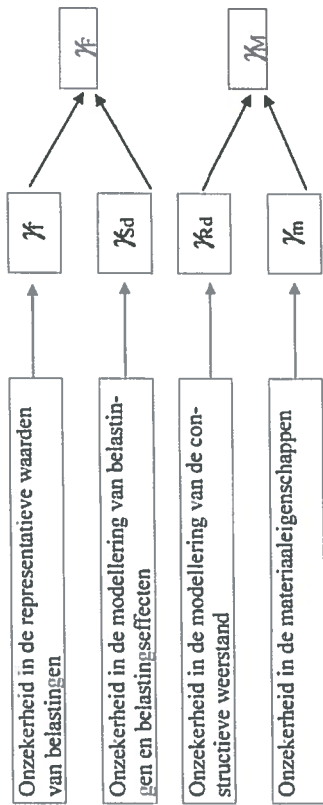 Onzekerheid in de representatieve waarden
van belastingen
γf
Onzekerheid in de modellering van belastin-
gen en belastingseffecten
γSd
γF
Onzekerheid in de modellering van de con-
structieve weerstand
γRd
Onzekerheid in de materiaaleigenschappen
γm
γM